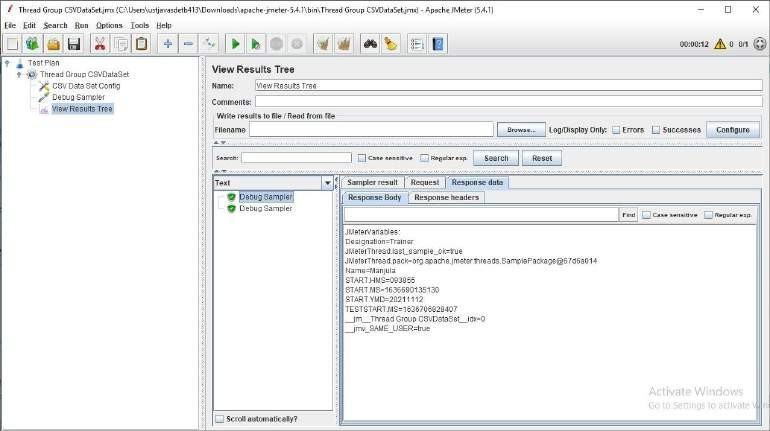 Thread Group CSVDataSet.jmx (C:\Users\ustjavasdetb413\Downloads\apache-jmeter-5.4.1\bin\Thread Group CSVDataSet.jmx) - Apache JMeter (5.4.1)
File Edit Search Run Options Tools Help
00:00:12 0 0/1
Test Plan
Thread Group CSVDataSet
CSV Data Set Config
Debug Sampler
View Results Tree
View Results Tree
Name: View Results Tree
Comments:
Write results to file / Read from file
Filename Browse... Log/Display Only: Errors Successes Configure
Search: Case sensitive Regular exp. Search Reset
Text
Debug Sampler
Debug Sampler
Scroll automatically?
Sampler result Request Response data
Response Body Response headers
Find Case sensitive Regular exp.
JMeterVariables:
Designation=Trainer
JMeterThread.last_sample_ok=true
JMeterThread.pack=org.apache.jmeter.threads.SamplePackage@67d6a014
Name=Manjula
START.HMS=093855
START.MS=1636690135130
START.YMD=20211112
TESTSTART.MS=1636706828407
__jm__Thread Group CSVDataSet__idx=0
__jmv_SAME_USER=true
Activate Windows
Go to Settings to activate Win